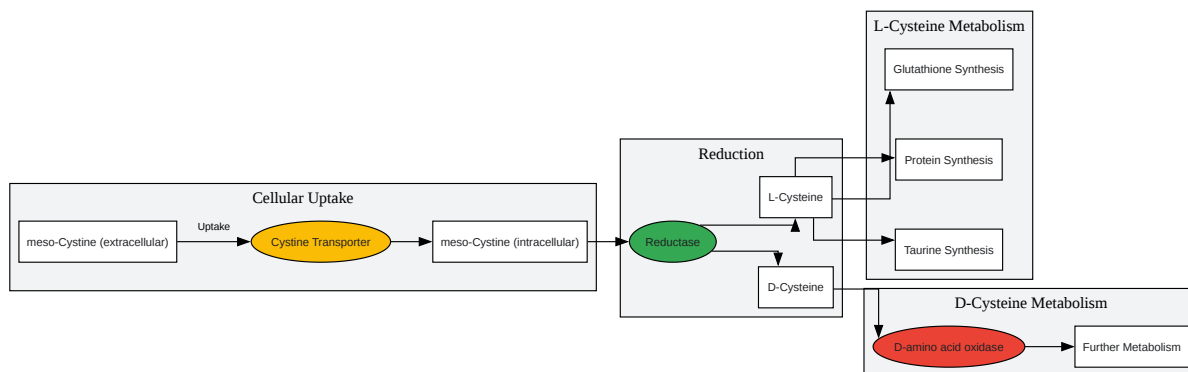 L-Cysteine Metabolism
Glutathione Synthesis
Protein Synthesis
Taurine Synthesis
Reduction
L-Cysteine
Reductase
D-Cysteine
Cellular Uptake
meso-Cystine (extracellular)
Uptake
Cystine Transporter
meso-Cystine (intracellular)
D-Cysteine Metabolism
D-amino acid oxidase
Further Metabolism